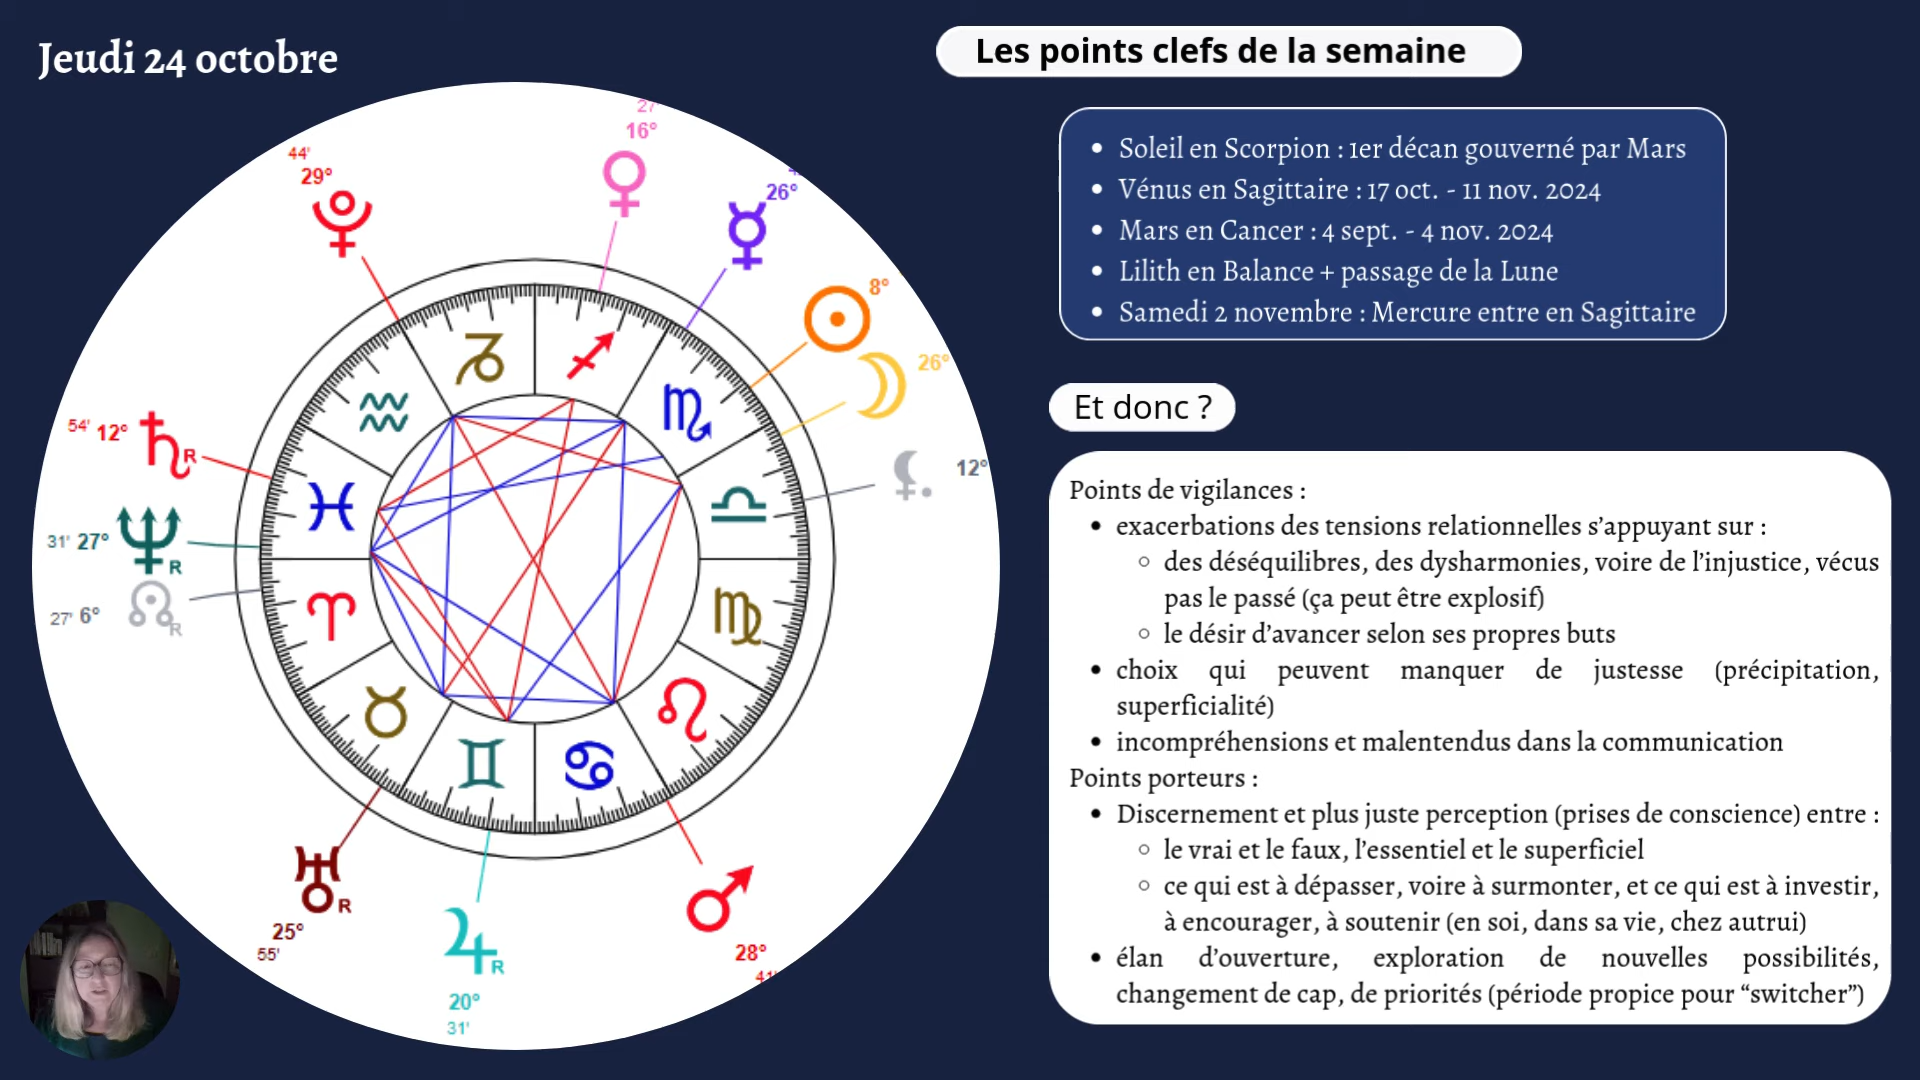 Jeudi 24 octobre
Les points clefs de la semaine
• Soleil en Scorpion : 1er décan gouverné par Mars
• Vénus en Sagittaire : 17 oct. - 11 nov. 2024
• Mars en Cancer : 4 sept. - 4 nov. 2024
• Lilith en Balance + passage de la Lune
• Samedi 2 novembre : Mercure entre en Sagittaire
Et donc ?
Points de vigilances :
• exacerbations des tensions relationnelles s’appuyant sur :
◦ des déséquilibres, des dysharmonies, voire de l’injustice, vécus
pas le passé (ça peut être explosif)
◦ le désir d’avancer selon ses propres buts
• choix qui peuvent manquer de justesse (précipitation,
superficialité)
• incompréhensions et malentendus dans la communication
Points porteurs :
• Discernement et plus juste perception (prises de conscience) entre :
◦ le vrai et le faux, l’essentiel et le superficiel
◦ ce qui est à dépasser, voire à surmonter, et ce qui est à investir,
à encourager, à soutenir (en soi, dans sa vie, chez autrui)
• élan d’ouverture, exploration de nouvelles possibilités,
changement de cap, de priorités (période propice pour “switcher”)
27'
16°
44'
29°
26°
8°
26°
54' 12°
R
12°
31' 27°
R
27' 6°
R
R
25°
55'
R
20°
31'
28°
41'